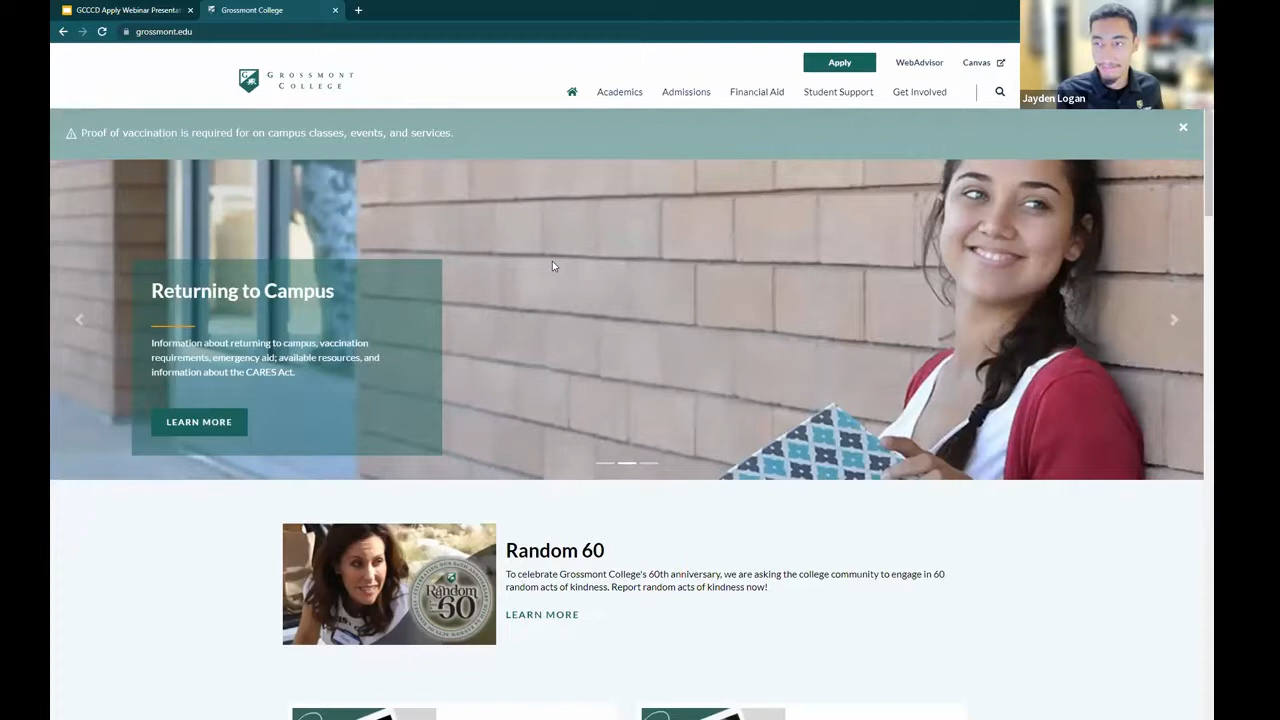 GCCCD Apply Webinar Presentat
Grossmont College
grossmont.edu
Apply
WebAdvisor
Canvas
GROSSMONT
COLLEGE
Academics
Admissions
Financial Aid
Student Support
Get Involved
Jayden Logan
Proof of vaccination is required for on campus classes, events, and services.
Returning to Campus
Information about returning to campus, vaccination
requirements, emergency aid; available resources, and
information about the CARES Act.
LEARN MORE
Random
60
Random 60
To celebrate Grossmont College's 60th anniversary, we are asking the college community to engage in 60
random acts of kindness. Report random acts of kindness now!
LEARN MORE